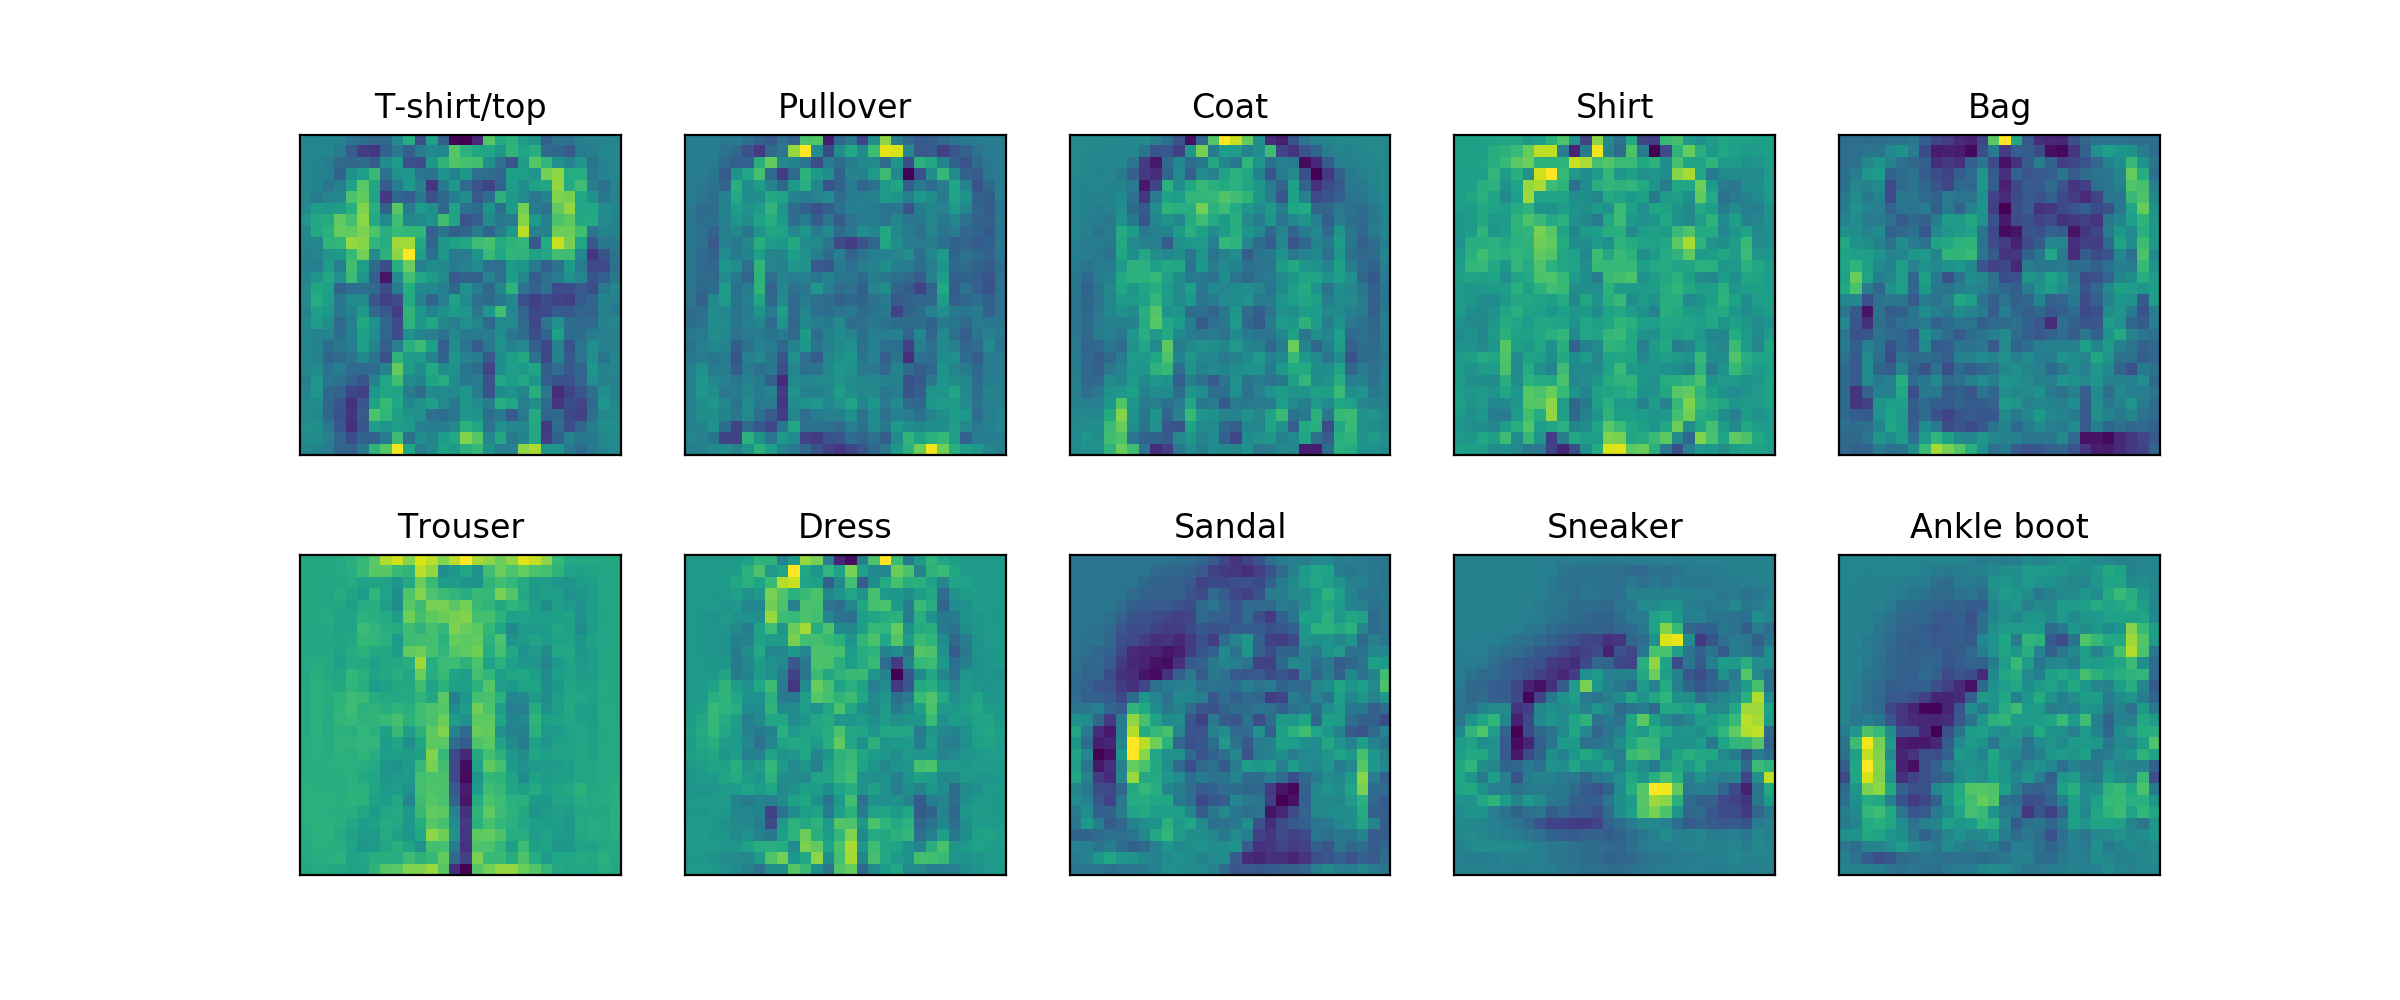 T-shirt/top
Pullover
Coat
Shirt
Bag
Trouser
Dress
Sandal
Sneaker
Ankle boot